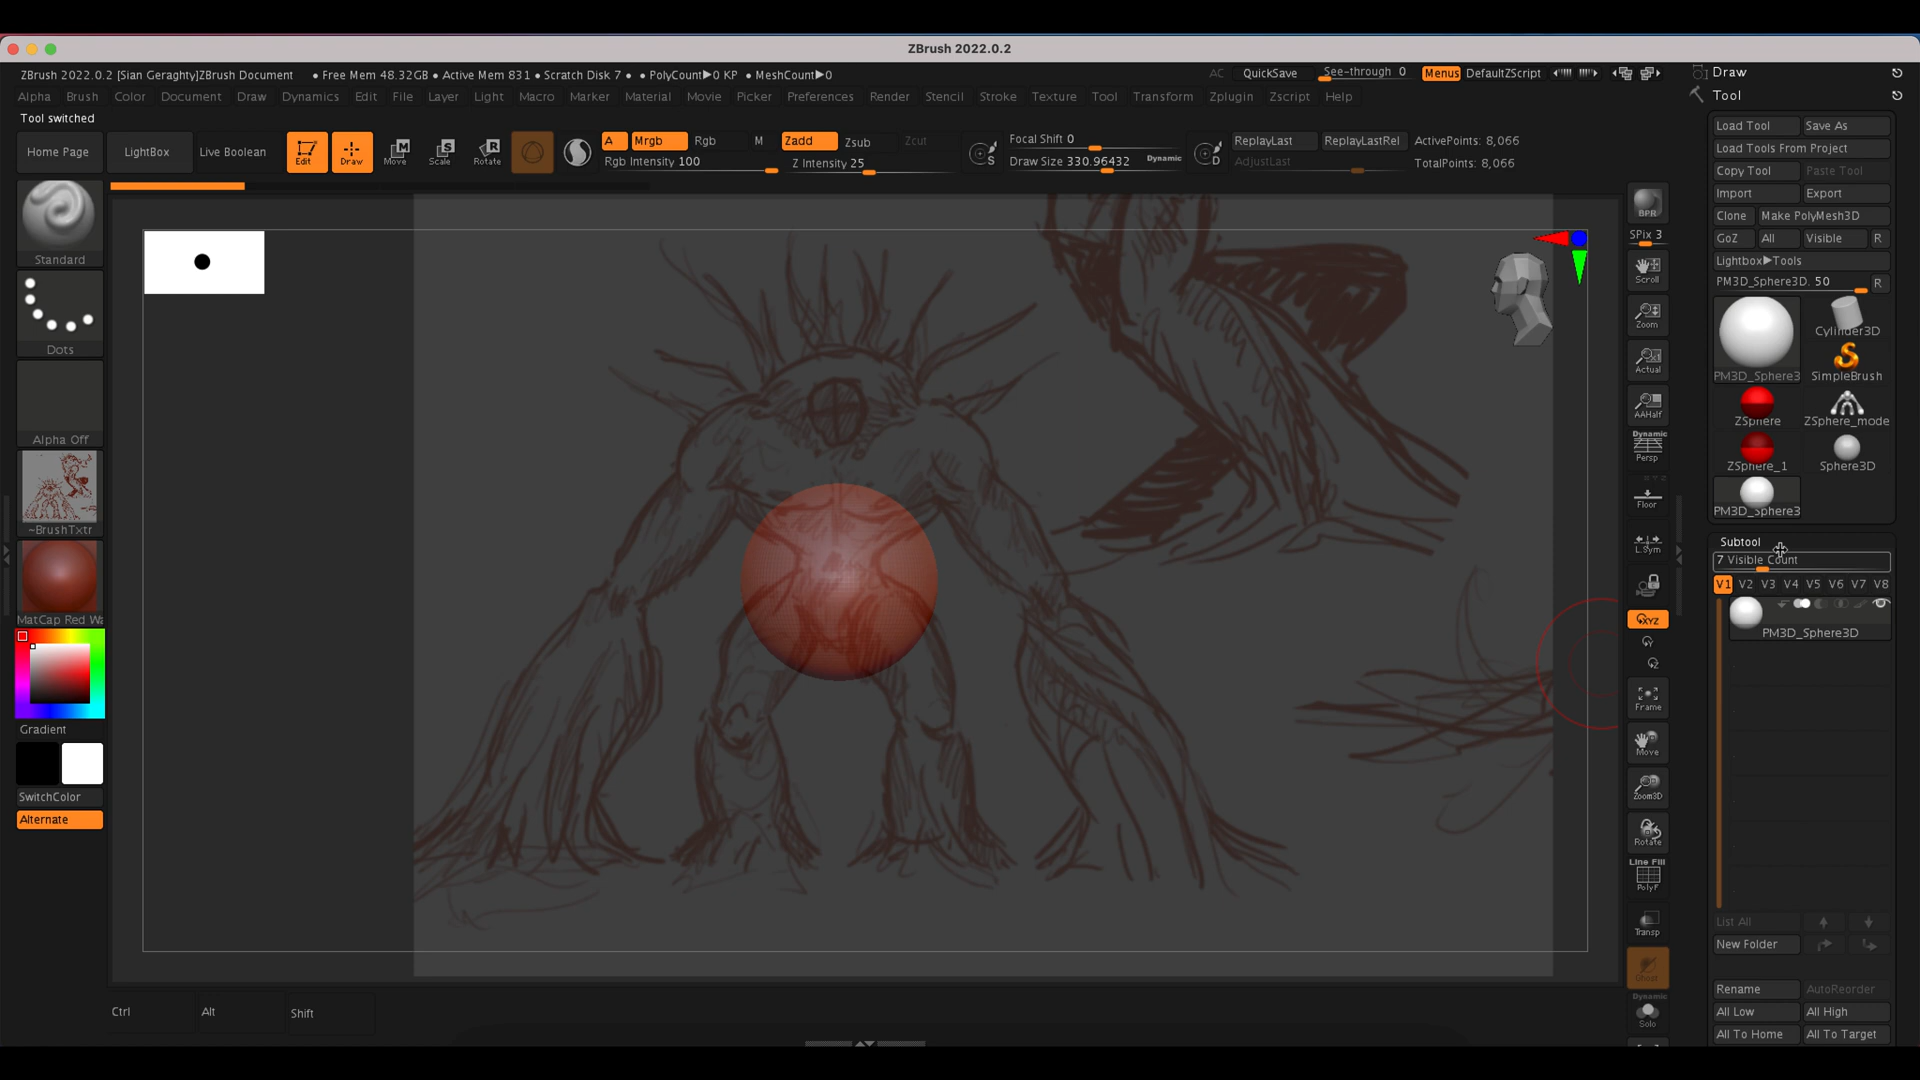 ZBrush 2022.0.2
ZBrush 2022.0.2 [Sian Geraghty]ZBrush Document • Free Mem 48.32GB • Active Mem 831 • Scratch Disk 7 • • PolyCount▶0 KP • MeshCount▶0
AC QuickSave See-through 0 Menus DefaultZScript
Alpha Brush Color Document Draw Dynamics Edit File Layer Light Macro Marker Material Movie Picker Preferences Render Stencil Stroke Texture Tool Transform Zplugin Zscript Help
Tool switched
Home Page LightBox Live Boolean Edit Draw Move Scale Rotate
M S R
A Mrgb Rgb M Zadd Zsub Zcut
Rgb Intensity 100 Z Intensity 25
Focal Shift 0
S Draw Size 330.96432 Dynamic D
ReplayLast ReplayLastRel ActivePoints: 8,066
AdjustLast TotalPoints: 8,066
Standard
Dots
Alpha Off
~BrushTxtr
MatCap Red Wa
Gradient
SwitchColor
Alternate
Ctrl Alt Shift
BPR
SPix 3
Scroll
Zoom
Actual
AAHalf
Dynamic
Persp
Floor
L.Sym
XYZ
Frame
Move
Zoom3D
Rotate
Line Fill
PolyF
Transp
Ghost
Dynamic
Solo
Draw
Tool
Load Tool Save As
Load Tools From Project
Copy Tool Paste Tool
Import Export
Clone Make PolyMesh3D
GoZ All Visible R
Lightbox▶Tools
PM3D_Sphere3D. 50 R
PM3D_Sphere3 Cylinder3D
SimpleBrush
ZSphere ZSphere_mode
ZSphere_1 Sphere3D
PM3D_Sphere3
Subtool
7 Visible Count
V1 V2 V3 V4 V5 V6 V7 V8
PM3D_Sphere3D
List All
New Folder
Rename AutoReorder
All Low All High
All To Home All To Target